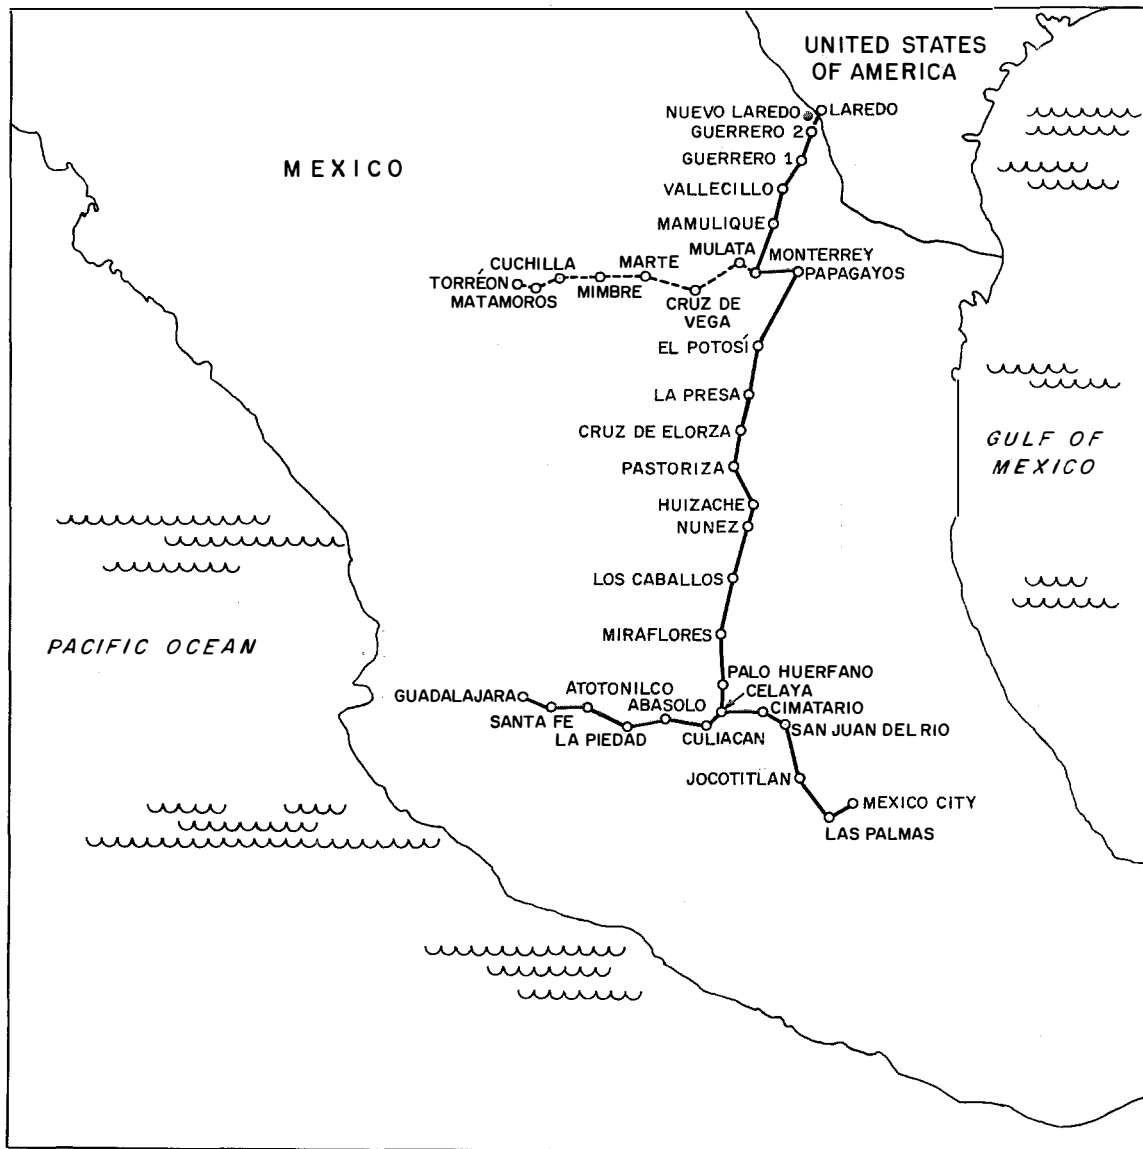 UNITED STATES
OF AMERICA
NUEVO LAREDO
LAREDO
GUERRERO 2
MEXICO
GUERRERO 1
VALLECILLO
MAMULIQUE
MULATA
MONTERREY
CUCHILLA
MARTE
PAPAGAYOS
TORRÉON
MATAMOROS
MIMBRE
CRUZ DE
VEGA
EL POTOSÍ
LA PRESA
CRUZ DE ELORZA
GULF OF
MEXICO
PASTORIZA
HUIZACHE
NUNEZ
LOS CABALLOS
MIRAFLORES
PACIFIC OCEAN
PALO HUERFANO
CELAYA
GUADALAJARA
ATOTONILCO
ABASOLO
CIMATARIO
SANTA FE
LA PIEDAD
CULIACAN
SAN JUAN DEL RIO
JOCOTITLAN
MEXICO CITY
LAS PALMAS